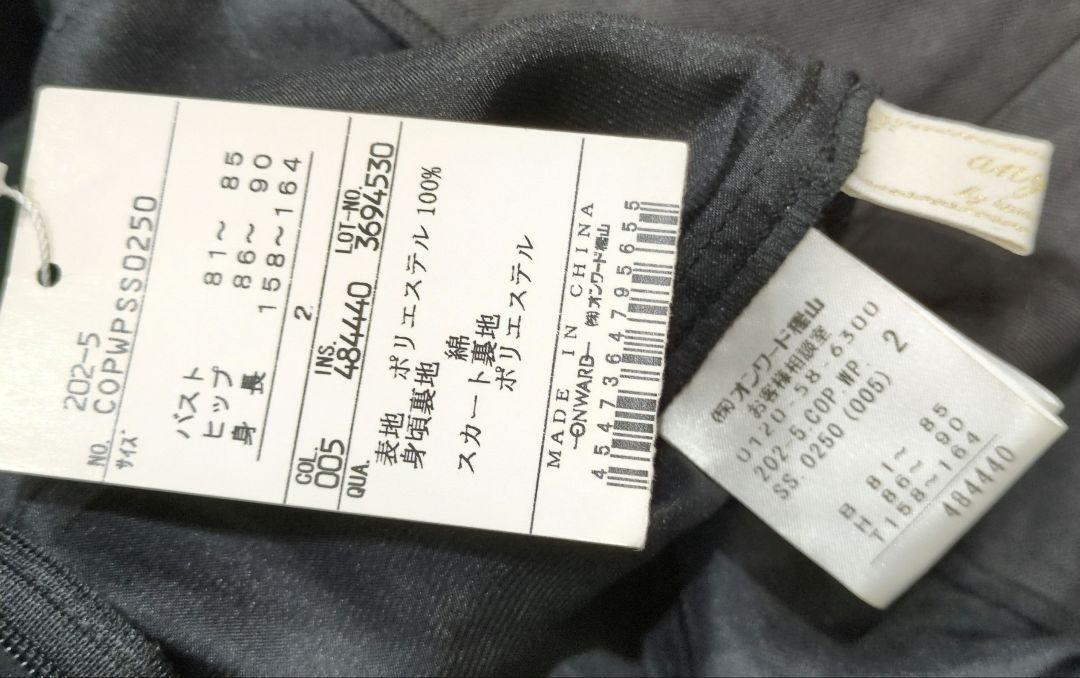 202-5
NO. COPWPSS0250
サイズ
バスト 81～ 85
ヒップ 86～ 90
身 長 158～164
2
COL. INS. LOT-NO.
005 484440 3694530
QUA.
表地 ポリエステル100%
身頃裏地
綿
スカート裏地
ポリエステル
MADE IN CHINA
ONWARD ㈱オンワード樫山
4547364795655
㈱オンワード樫山
お客様相談室
0120-58-6300
202-5.COP.WP. 2
SS. 0250 (005)
B 81～ 85
H 86～ 90
T158～164
484440